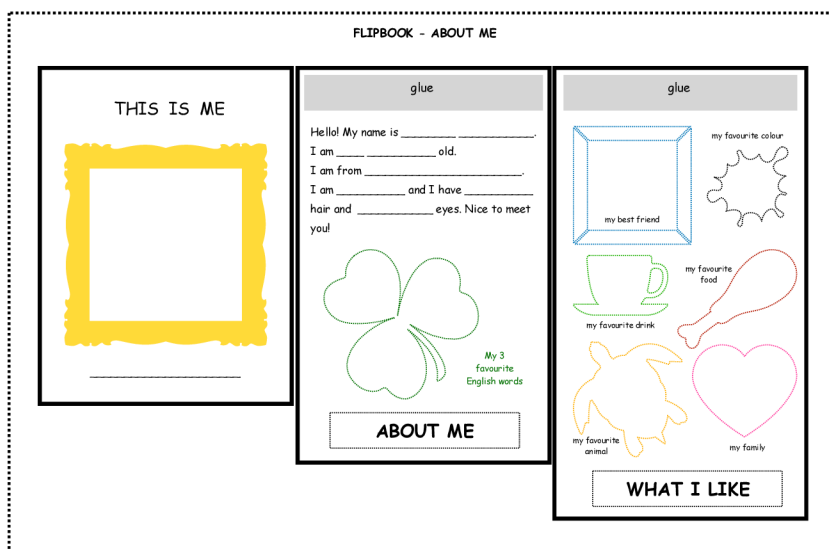 FLIPBOOK - ABOUT ME
THIS IS ME
glue
Hello! My name is ________ ___________.
I am ____ __________ old.
I am from _______________________.
I am __________ and I have __________
hair and ___________ eyes. Nice to meet
you!
My 3
favourite
English words
ABOUT ME
glue
my favourite colour
my best friend
my favourite
food
my favourite drink
my favourite
animal
my family
WHAT I LIKE